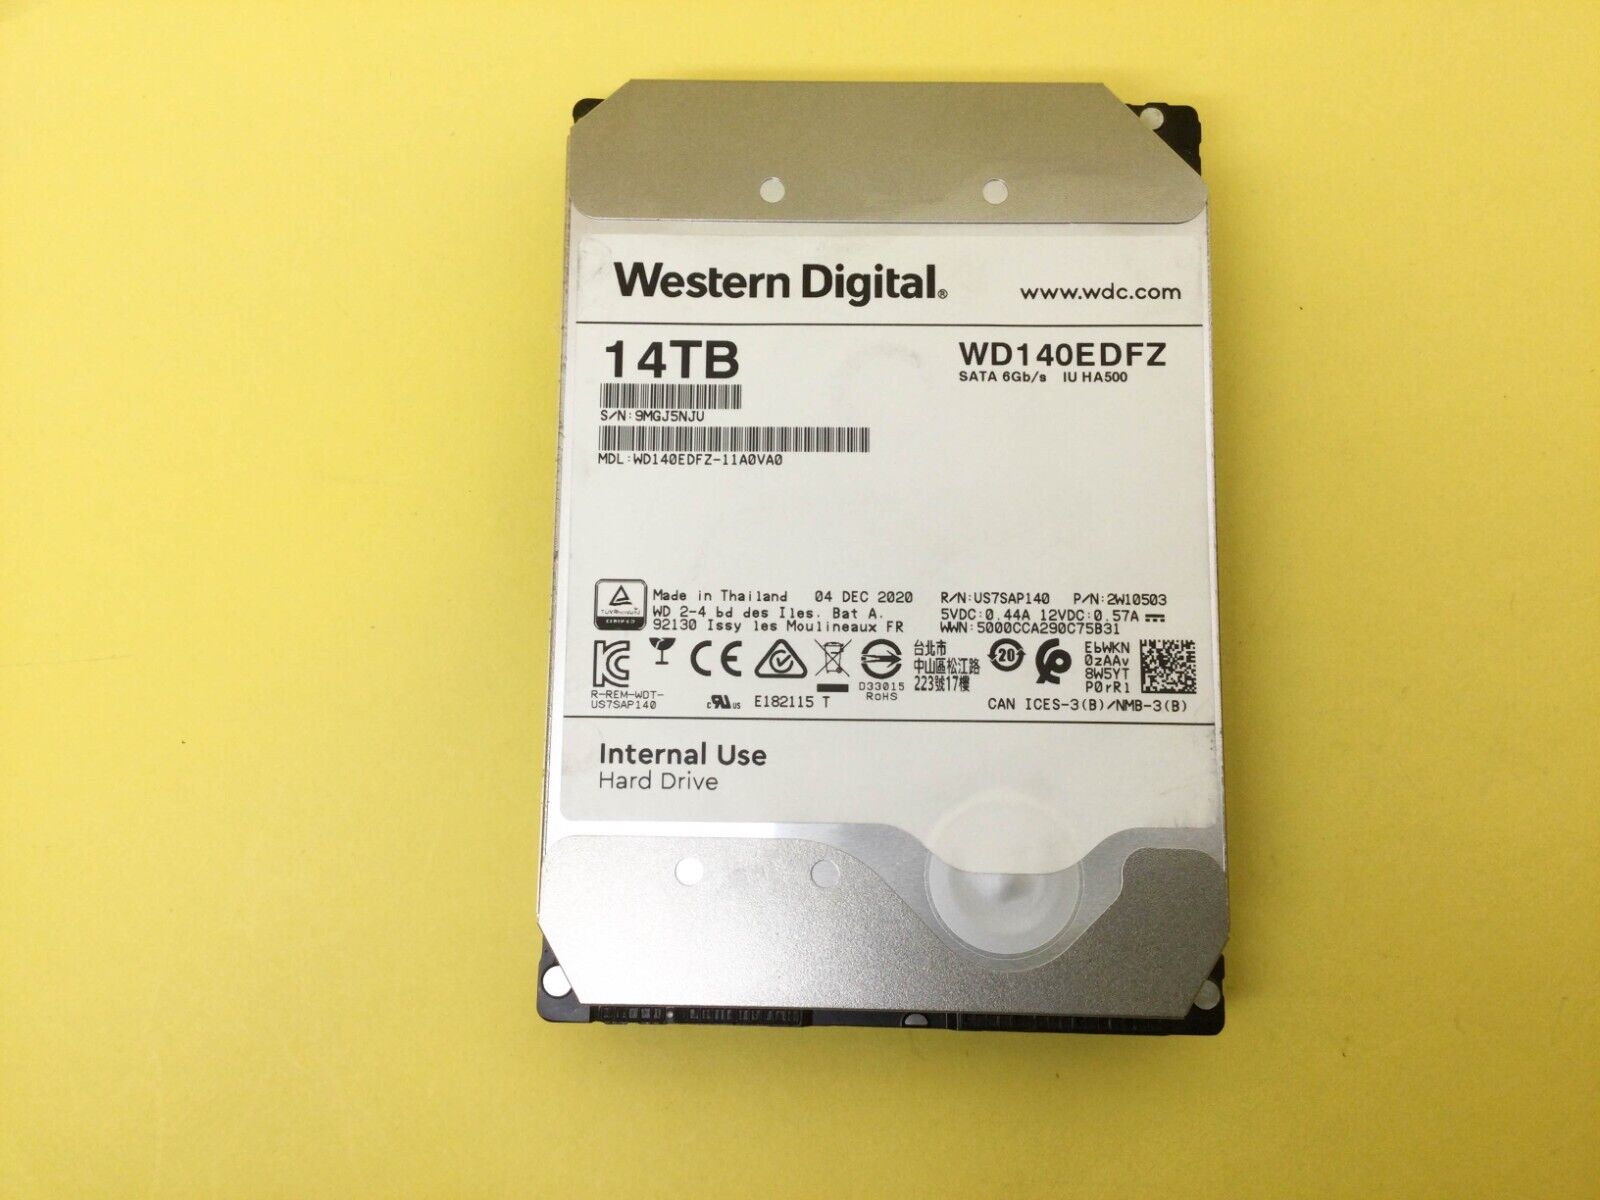 Western Digital®
www.wdc.com
14TB
WD140EDFZ
SATA 6Gb/s IU HA500
S/N:9MGJ5NJU
MDL:WD140EDFZ-11A0VA0
Made in Thailand 04 DEC 2020
WD 2-4 bd des Iles. Bat A.
92130 Issy les Moulineaux FR
R/N:US7SAP140 P/N:2W10503
5VDC:0.44A 12VDC:0.57A
WWN:5000CCA290C75B31
R-REM-WDT-
US7SAP140
E182115 T
D33015
RoHS
台北市
中山區松江路
223號17樓
20
EbWKN
0zAAv
8W5YT
P0rR1
CAN ICES-3(B)/NMB-3(B)
Internal Use
Hard Drive